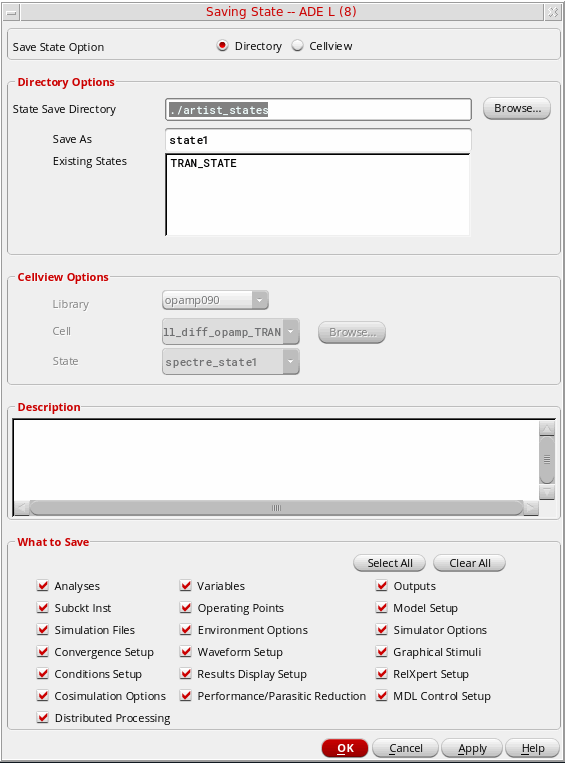 Saving State -- ADE L (8)
Save State Option Directory Cellview
Directory Options
State Save Directory ./artist_states Browse...
Save As state1
Existing States TRAN_STATE
Cellview Options
Library opamp090
Cell ll_diff_opamp_TRAN Browse...
State spectre_state1
Description
What to Save
Select All Clear All
Analyses Variables Outputs
Subckt Inst Operating Points Model Setup
Simulation Files Environment Options Simulator Options
Convergence Setup Waveform Setup Graphical Stimuli
Conditions Setup Results Display Setup RelXpert Setup
Cosimulation Options Performance/Parasitic Reduction MDL Control Setup
Distributed Processing
OK Cancel Apply Help